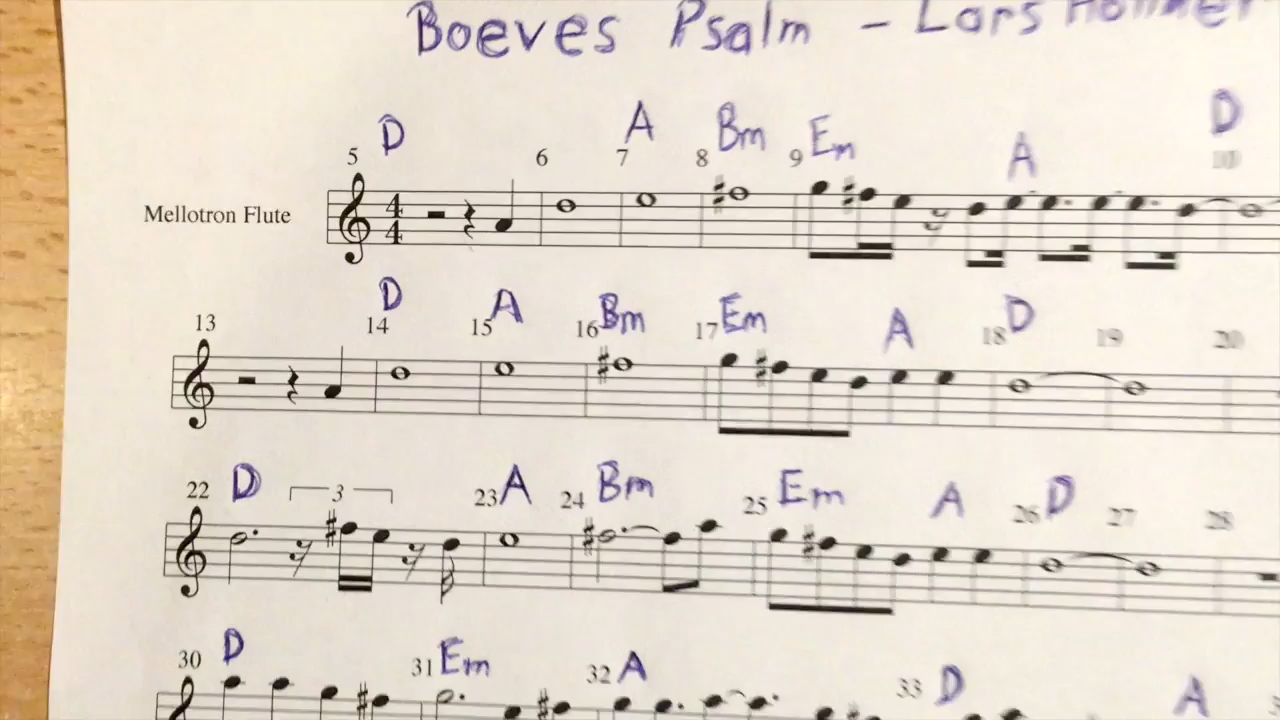 Boeves Psalm - Lars Hollmer
D A Bm Em A D
5 6 7 8 9 10
Mellotron Flute
D A Bm Em A D
13 14 15 16 17 18 19 20
D 3 A Bm Em A D
22 23 24 25 26 27 28
D Em A D A
30 31 32 33